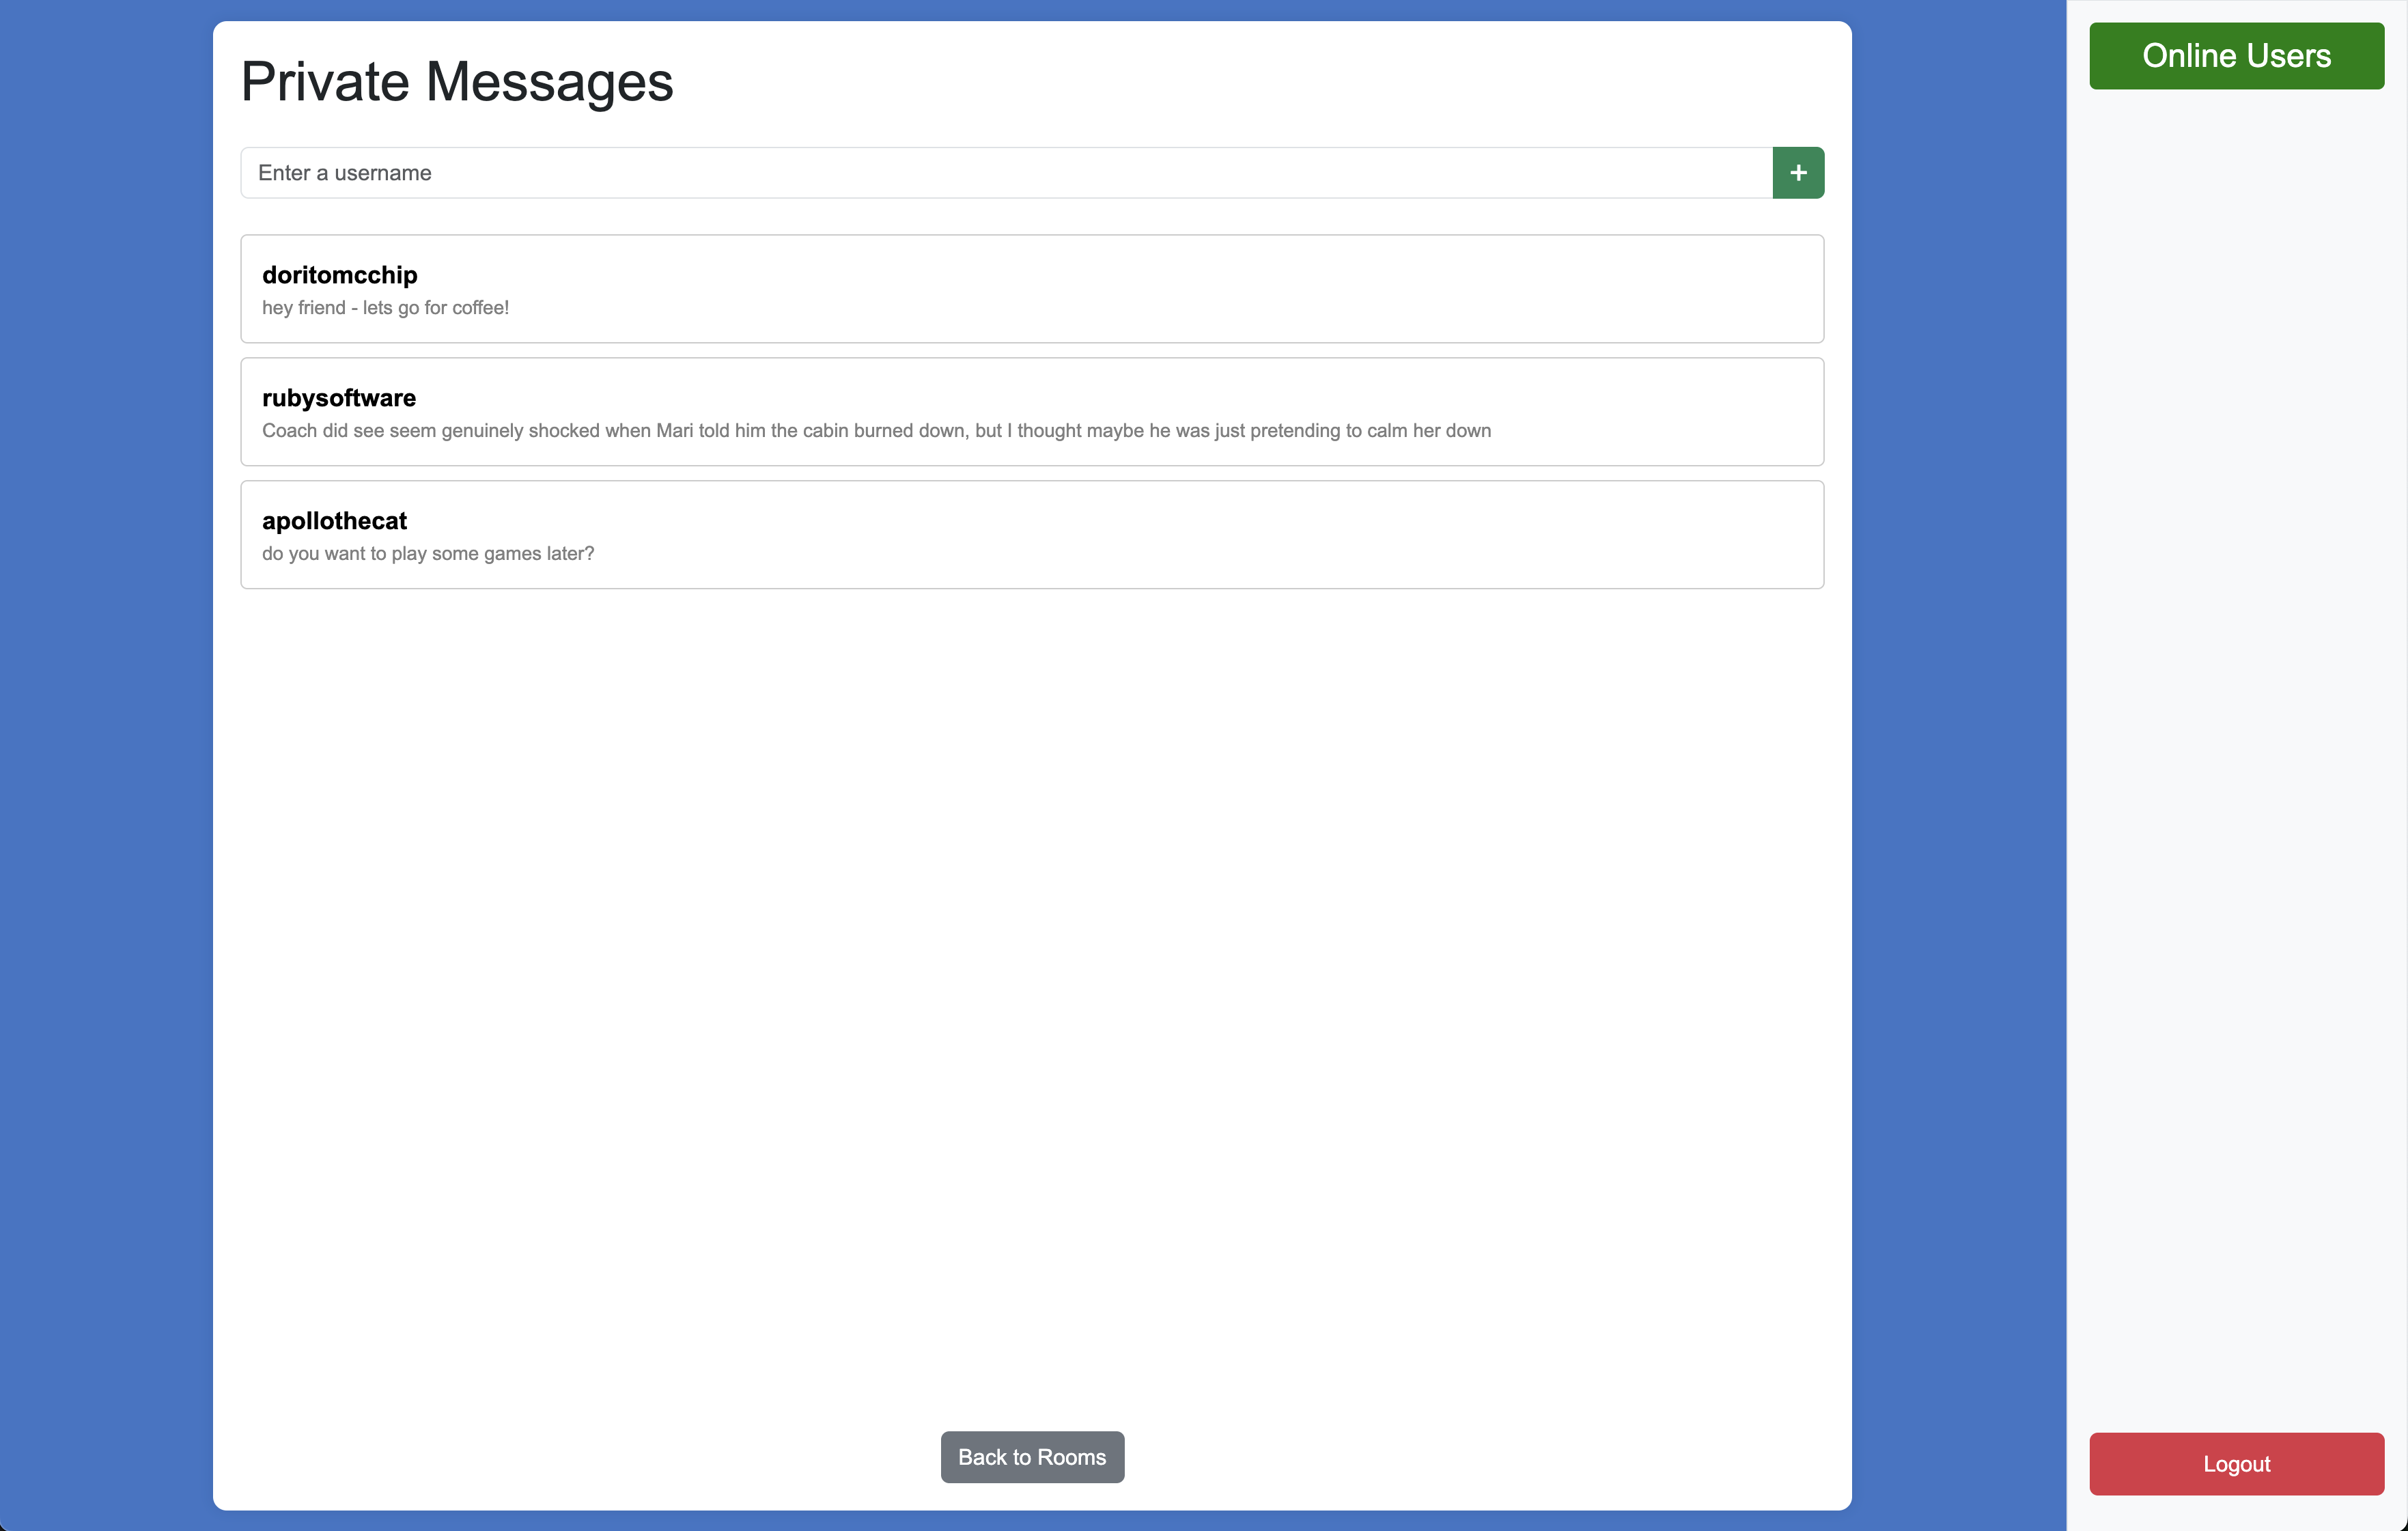 Private Messages
Enter a username
+
doritomcchip
hey friend - lets go for coffee!
rubysoftware
Coach did see seem genuinely shocked when Mari told him the cabin burned down, but I thought maybe he was just pretending to calm her down
apollothecat
do you want to play some games later?
Back to Rooms
Online Users
Logout